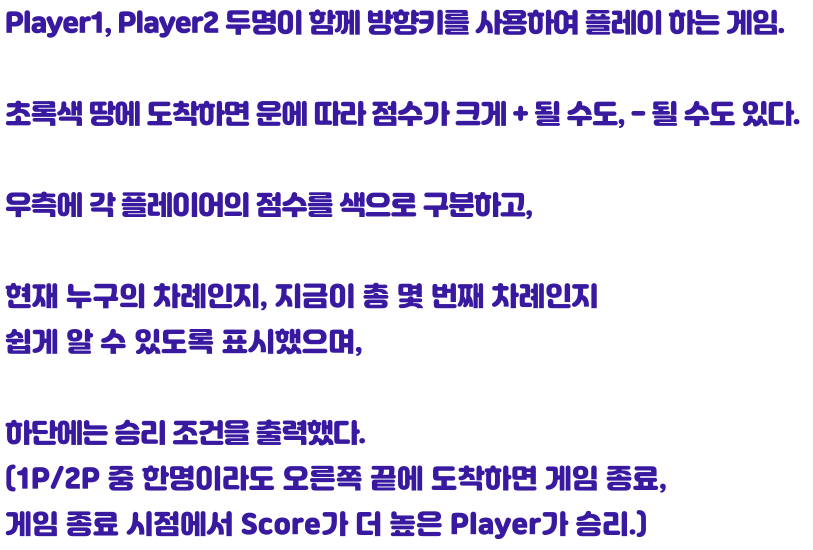 Player1, Player2 두명이 함께 방향키를 사용하여 플레이 하는 게임.
초록색 땅에 도착하면 운에 따라 점수가 크게 + 될 수도, - 될 수도 있다.
우측에 각 플레이어의 점수를 색으로 구분하고,
현재 누구의 차례인지, 지금이 총 몇 번째 차례인지
쉽게 알 수 있도록 표시했으며,
하단에는 승리 조건을 출력했다.
(1P/2P 중 한명이라도 오른쪽 끝에 도착하면 게임 종료,
게임 종료 시점에서 Score가 더 높은 Player가 승리.)